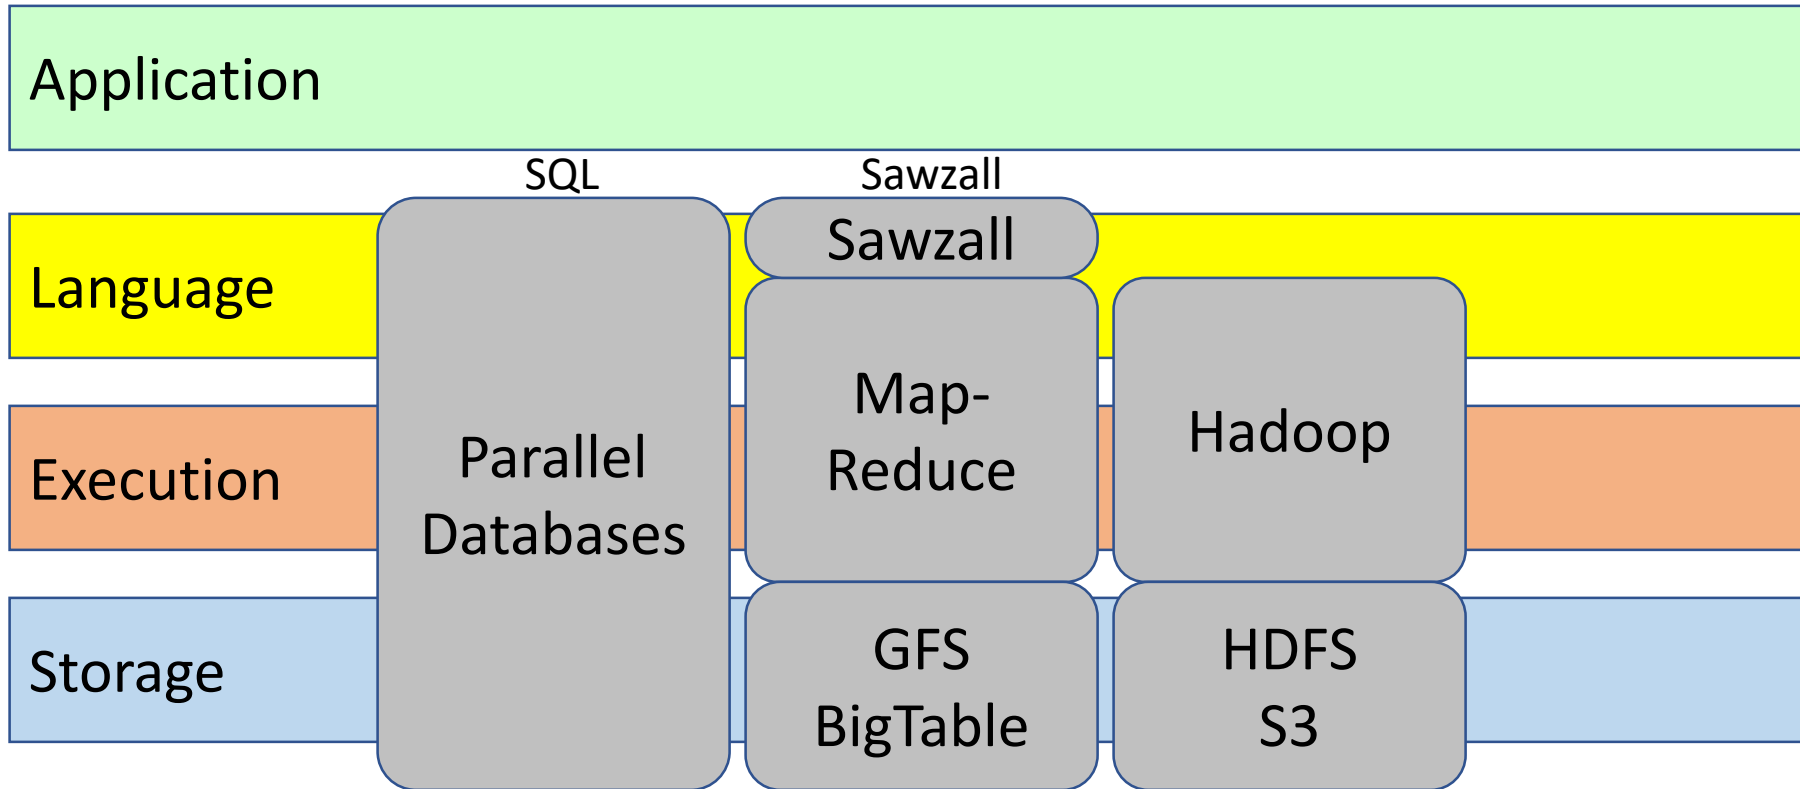 Application
SQL
Sawzall
Language
Sawzall
Map-
Reduce
Hadoop
Execution
Parallel
Databases
Storage
GFS
BigTable
HDFS
S3